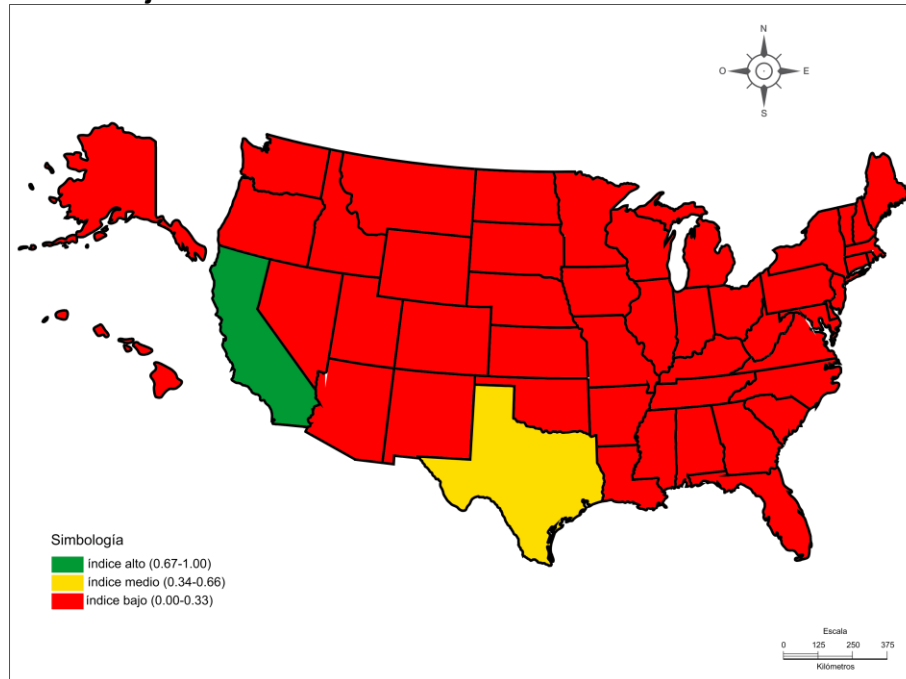 N
O E
S
Simbología
índice alto (0.67-1.00)
índice medio (0.34-0.66)
índice bajo (0.00-0.33)
Escala
0 125 250 375
Kilómetros